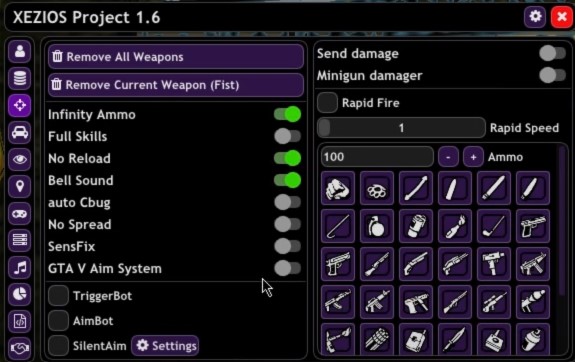 XEZIOS Project 1.6
Remove All Weapons
Remove Current Weapon (Fist)
Infinity Ammo
Full Skills
No Reload
Bell Sound
auto Cbug
No Spread
SensFix
GTA V Aim System
TriggerBot
AimBot
SilentAim Settings
Send damage
Minigun damager
Rapid Fire
1 Rapid Speed
100 - + Ammo